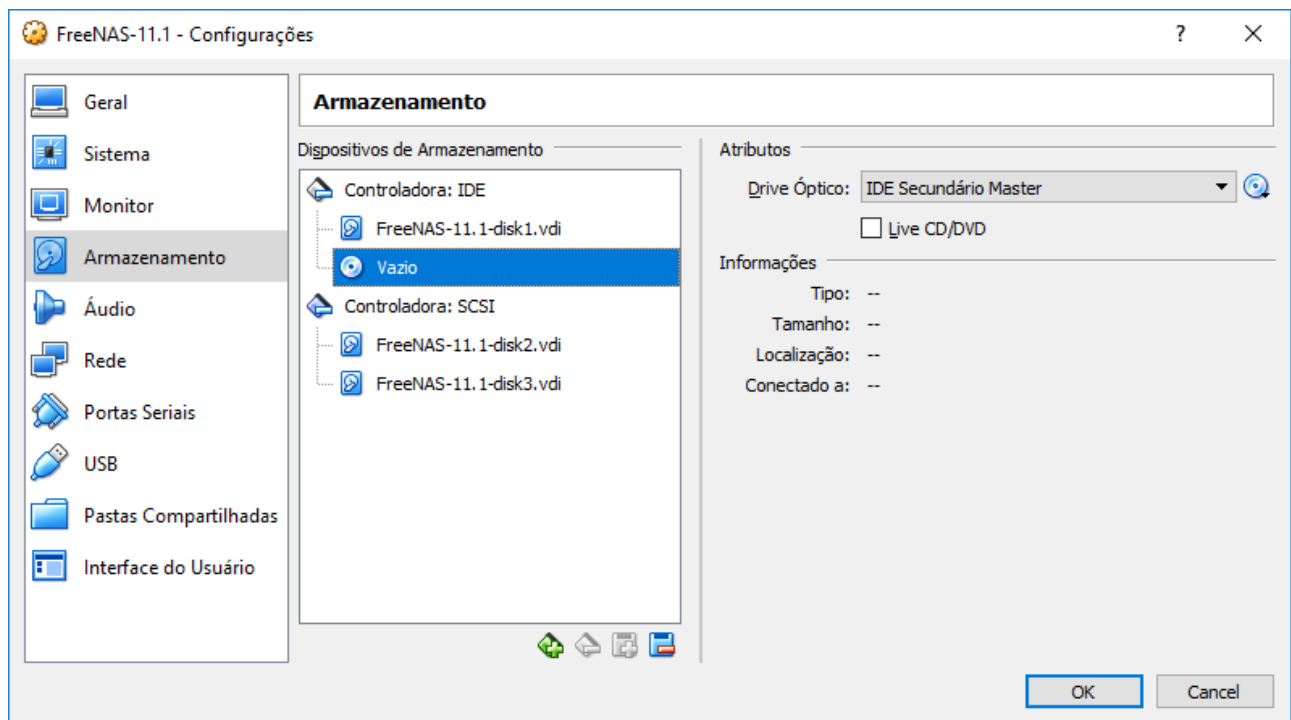 FreeNAS-11.1 - Configurações
?
Geral
Sistema
Monitor
Armazenamento
Áudio
Rede
Portas Seriais
USB
Pastas Compartilhadas
Interface do Usuário
Armazenamento
Dispositivos de Armazenamento
Controladora: IDE
FreeNAS-11.1-disk1.vdi
Vazio
Controladora: SCSI
FreeNAS-11.1-disk2.vdi
FreeNAS-11.1-disk3.vdi
Atributos
Drive Óptico: IDE Secundário Master
Live CD/DVD
Informações
Tipo: --
Tamanho: --
Localização: --
Conectado a: --
OK Cancel